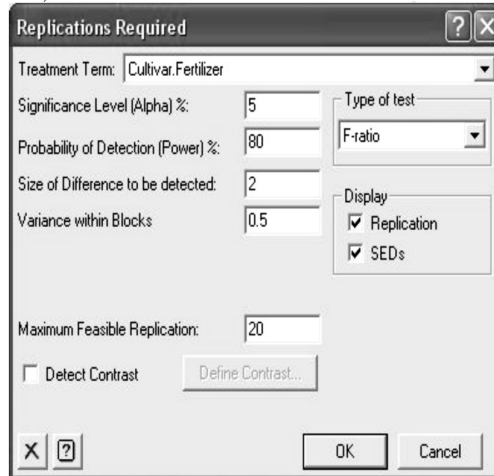 Replications Required
Treatment Term: Cultivar.Fertilizer
Significance Level (Alpha) %: 5
Type of test
Probability of Detection (Power) %: 80
F-ratio
Size of Difference to be detected: 2
Display
Variance within Blocks 0.5
Replication
SEDs
Maximum Feasible Replication: 20
Detect Contrast Define Contrast...
OK Cancel